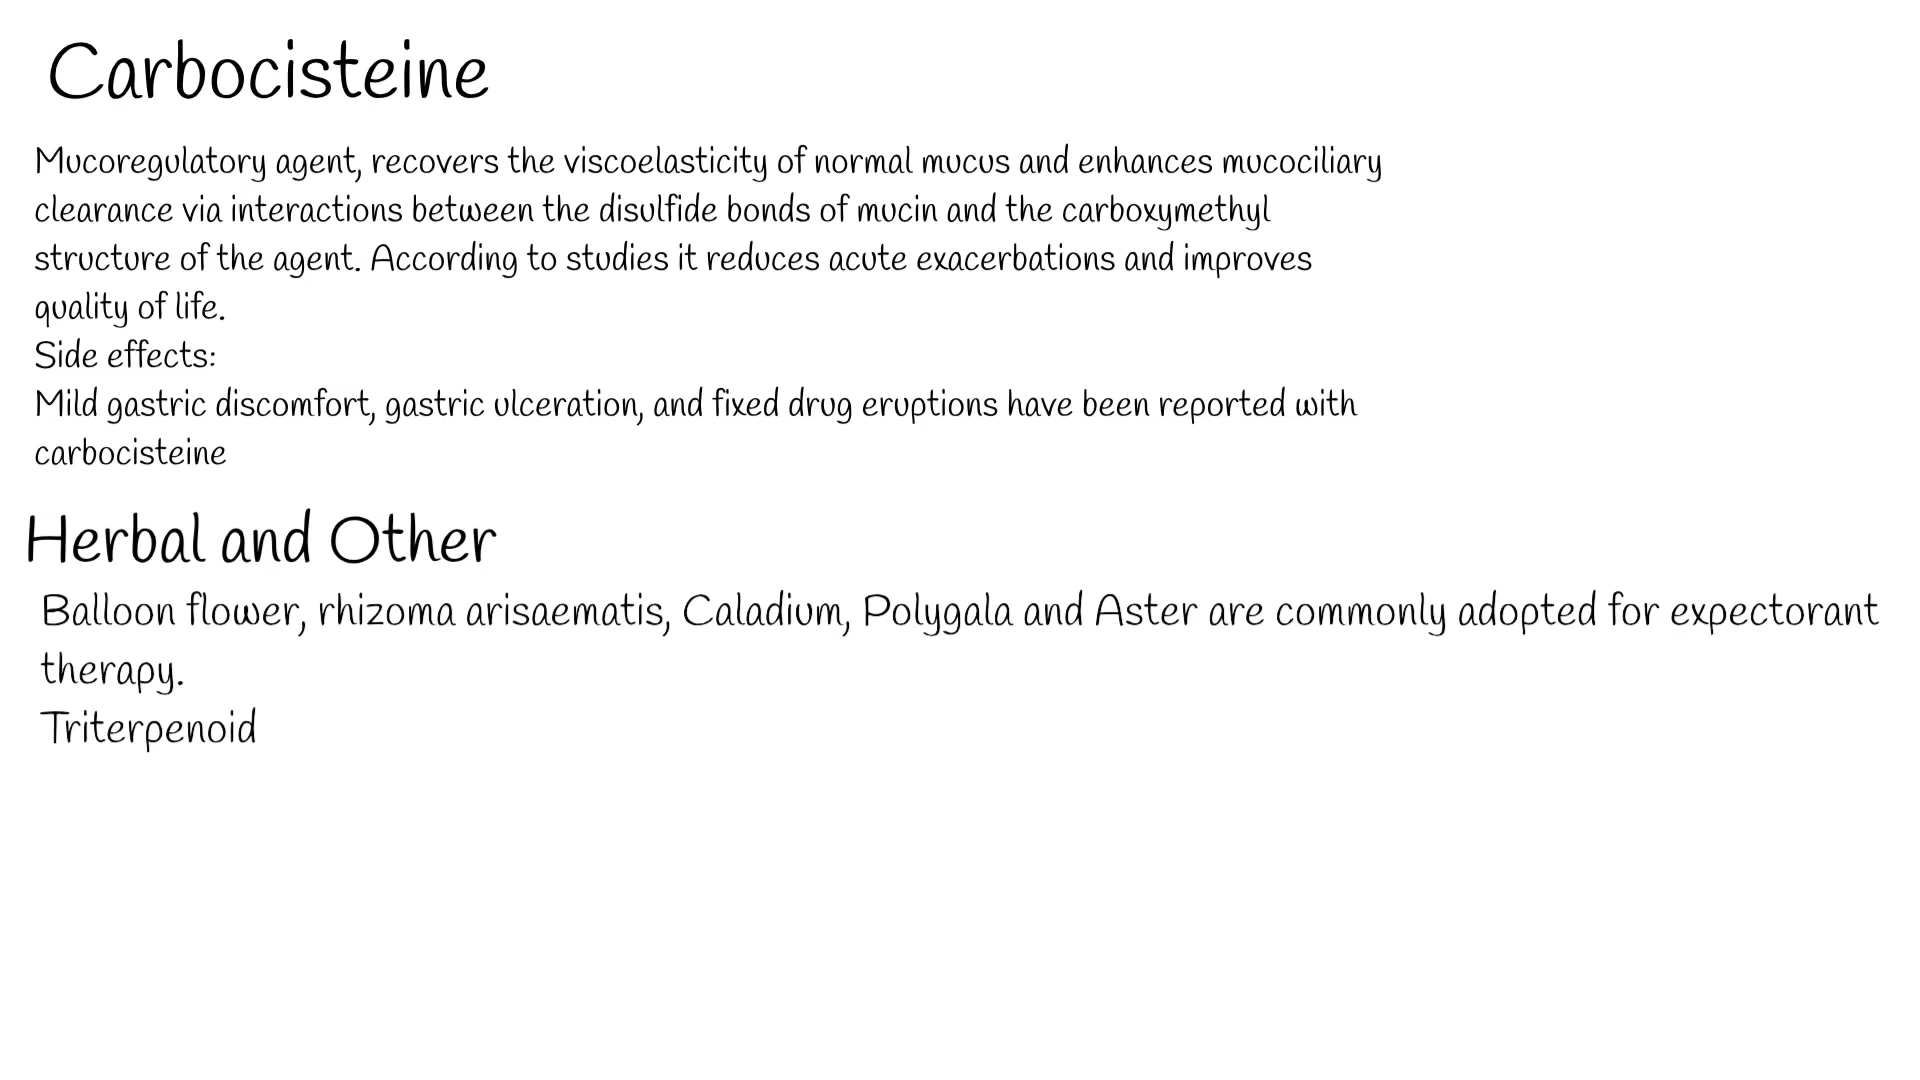 Carbocisteine
Mucoregulatory agent, recovers the viscoelasticity of normal mucus and enhances mucociliary
clearance via interactions between the disulfide bonds of mucin and the carboxymethyl
structure of the agent. According to studies it reduces acute exacerbations and improves
quality of life.
Side effects:
Mild gastric discomfort, gastric ulceration, and fixed drug eruptions have been reported with
carbocisteine
Herbal and Other
Balloon flower, rhizoma arisaematis, Caladium, Polygala and Aster are commonly adopted for expectorant
therapy.
Triterpenoid